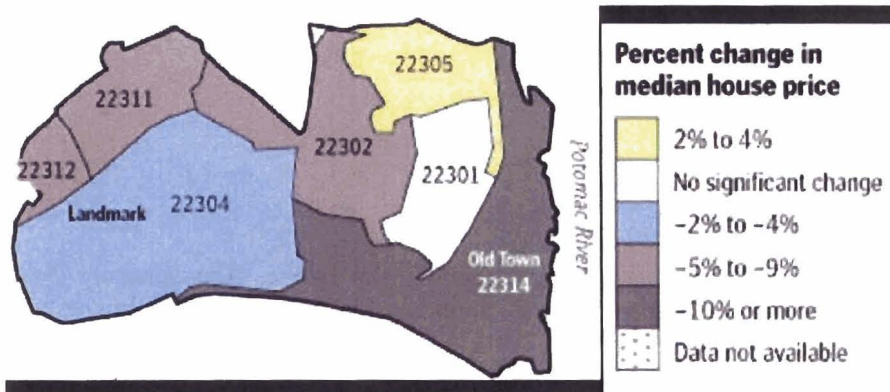 22305
22311
22302
22312
22301
Landmark 22304
Old Town
22314
Potomac River
Percent change in
median house price
2% to 4%
No significant change
-2% to -4%
-5% to -9%
-10% or more
Data not available